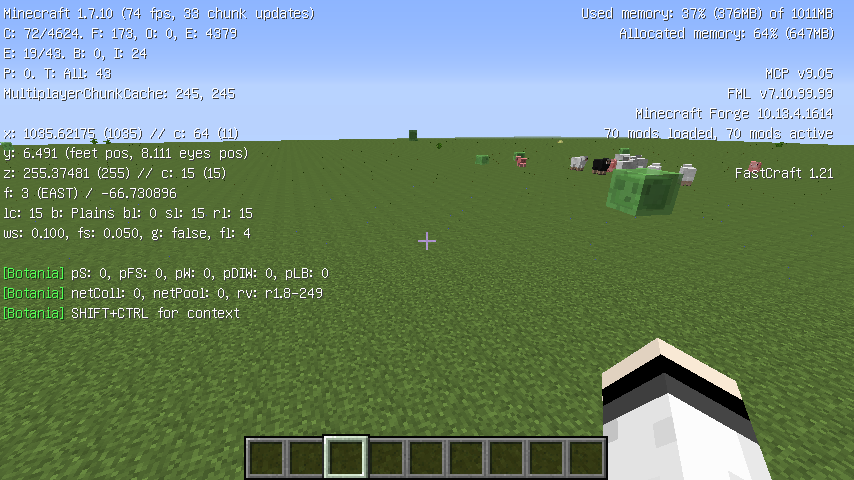 Minecraft 1.7.10 (74 fps, 33 chunk updates)
C: 72/4624. F: 173, O: 0, E: 4379
E: 19/43. B: 0, I: 24
P: 0. T: All: 43
MultiplayerChunkCache: 245, 245
x: 1035.62175 (1035) // c: 64 (11)
y: 6.491 (feet pos, 8.111 eyes pos)
z: 255.37481 (255) // c: 15 (15)
f: 3 (EAST) / -66.730896
lc: 15 b: Plains bl: 0 sl: 15 rl: 15
ws: 0.100, fs: 0.050, g: false, fl: 4
[Botania] pS: 0, pFS: 0, pW: 0, pDIW: 0, pLB: 0
[Botania] netColl: 0, netPool: 0, rv: r1.8-249
[Botania] SHIFT+CTRL for context
Used memory: 37% (376MB) of 1011MB
Allocated memory: 64% (647MB)
MCP v9.05
FML v7.10.99.99
Minecraft Forge 10.13.4.1614
70 mods loaded, 70 mods active
FastCraft 1.21